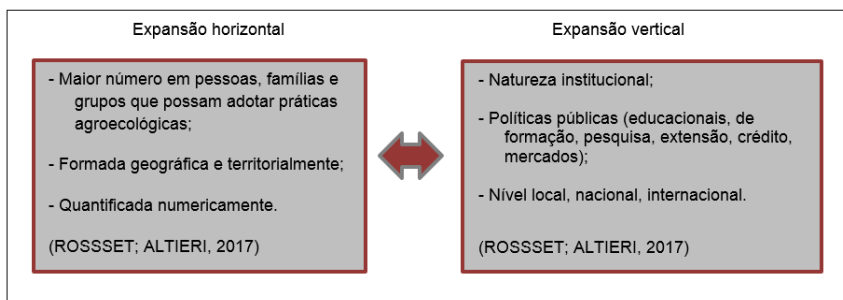 Expansão horizontal
- Maior número em pessoas, famílias e
grupos que possam adotar práticas
agroecológicas;
- Formada geográfica e territorialmente;
- Quantificada numericamente.
(ROSSSET; ALTIERI, 2017)
Expansão vertical
- Natureza institucional;
- Políticas públicas (educacionais, de
formação, pesquisa, extensão, crédito,
mercados);
- Nível local, nacional, internacional.
(ROSSSET; ALTIERI, 2017)